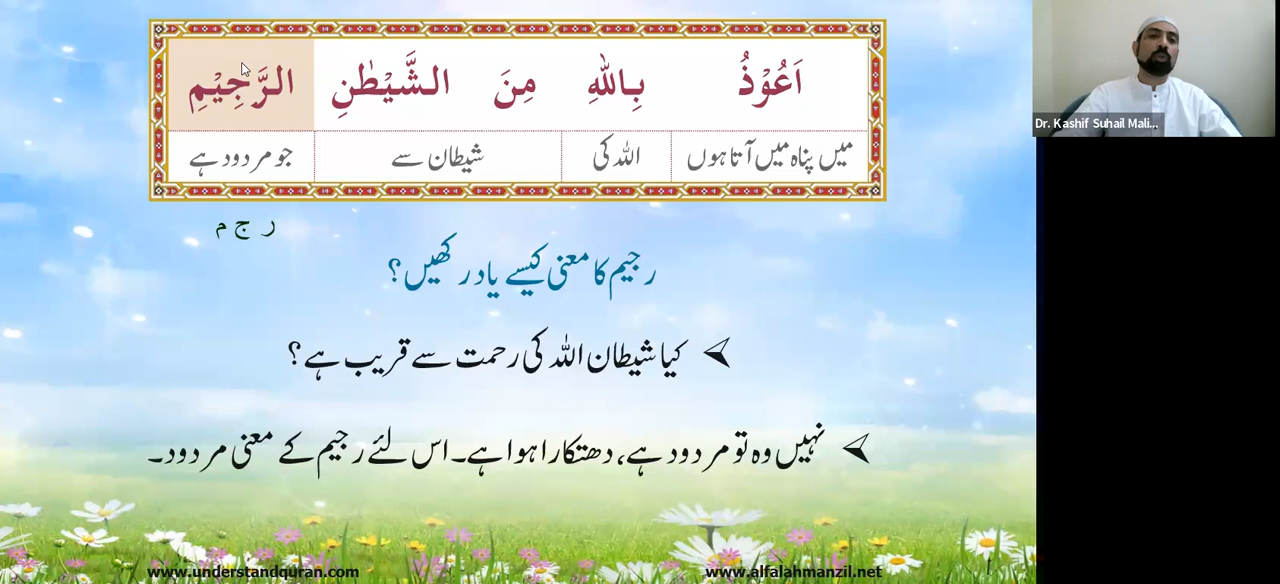 اَعُوْذُ بِاللّٰهِ مِنَ الشَّيْطٰنِ الرَّجِيْمِ
میں پناہ میں آتا ہوں اللہ کی شیطان سے جو مردود ہے
ر ج م
رجیم کا معنی کیسے یاد رکھیں؟
کیا شیطان اللہ کی رحمت سے قریب ہے؟
نہیں وہ تو مردود ہے، دھتکارا ہوا ہے۔ اس لئے رجیم کے معنی مردود۔
www.understandquran.com
www.alfalahmanzil.net
Dr. Kashif Suhail Mali...